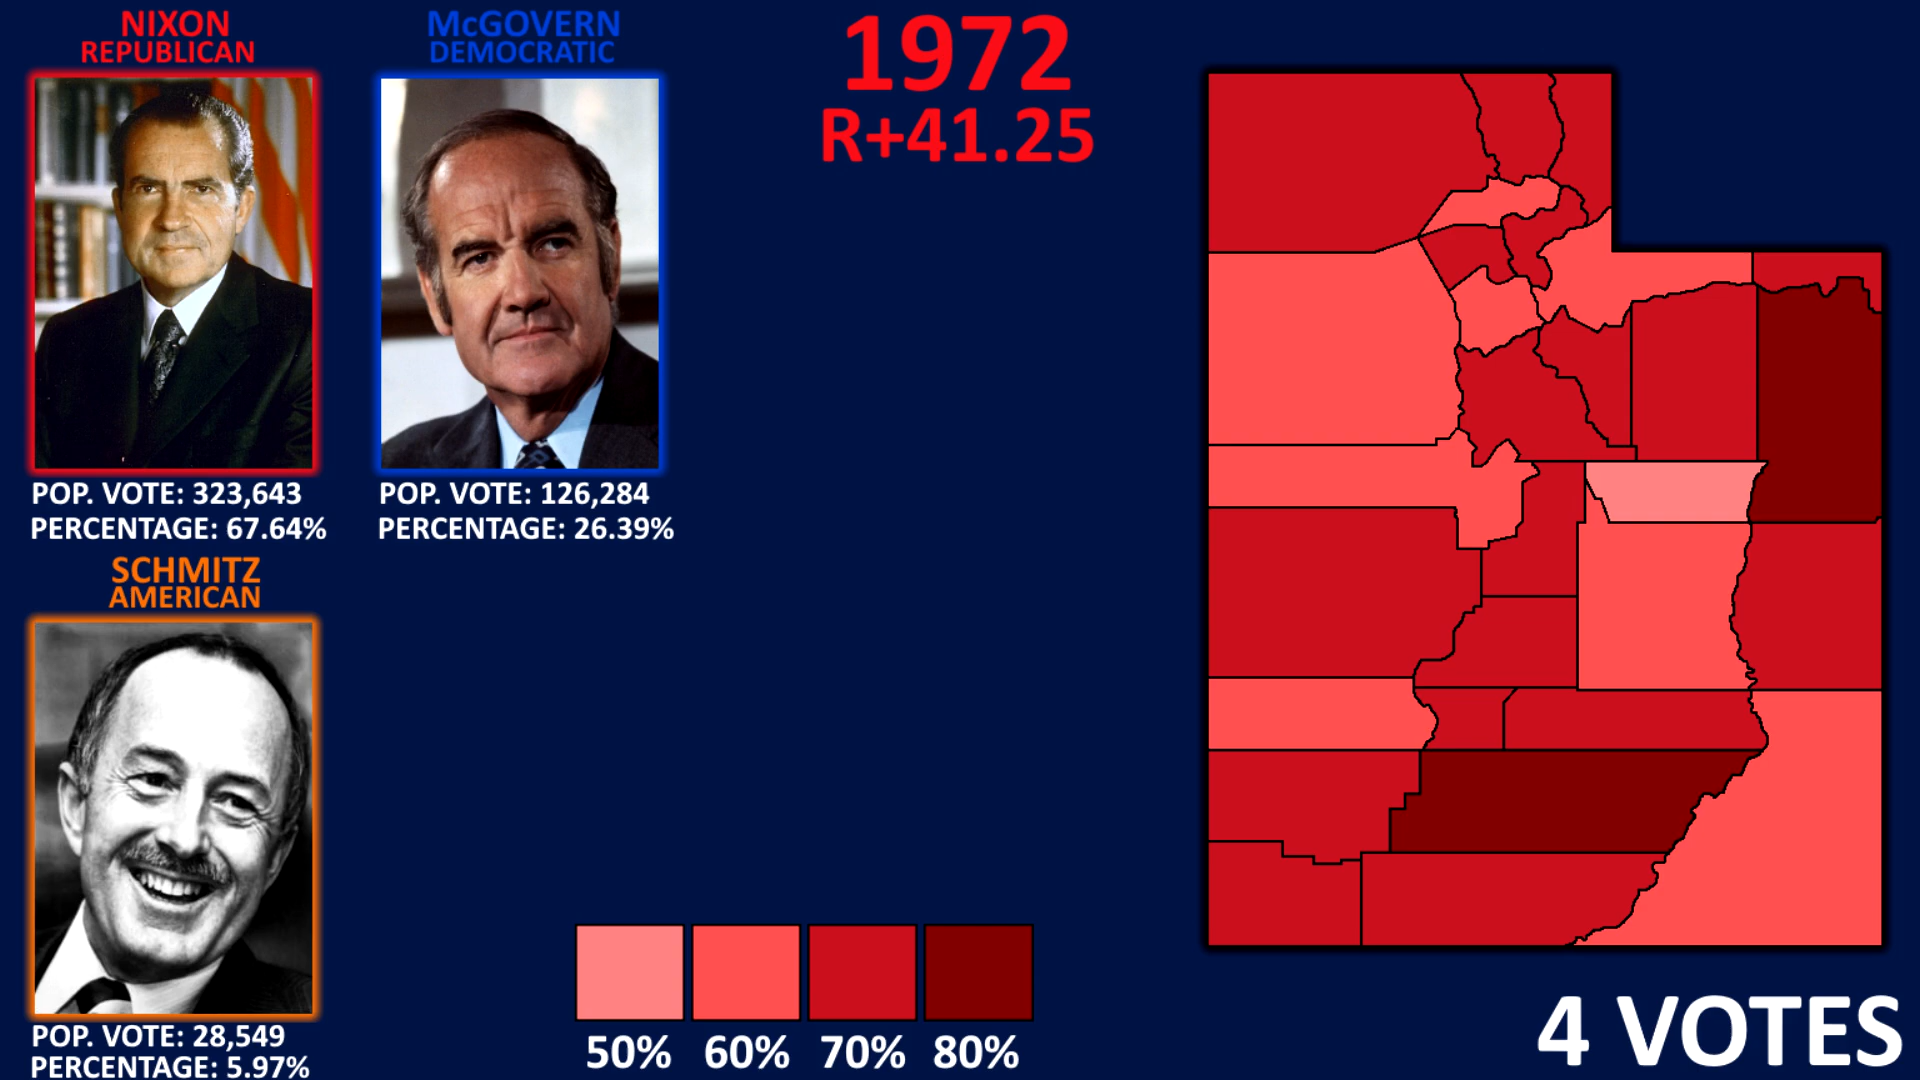 NIXON
REPUBLICAN
POP. VOTE: 323,643
PERCENTAGE: 67.64%
McGOVERN
DEMOCRATIC
POP. VOTE: 126,284
PERCENTAGE: 26.39%
SCHMITZ
AMERICAN
POP. VOTE: 28,549
PERCENTAGE: 5.97%
1972
R+41.25
50% 60% 70% 80%
4 VOTES